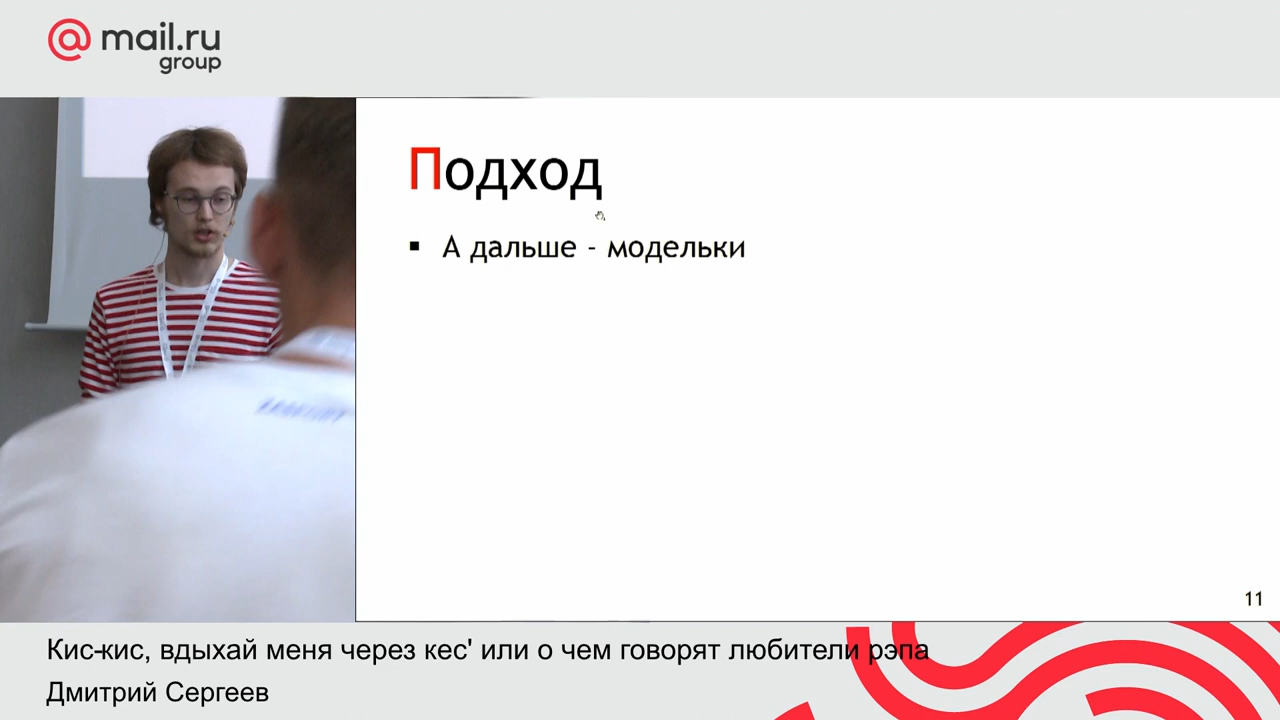 @ mail.ru
group
Подход
▪ А дальше - модельки
11
Кис-кис, вдыхай меня через кес' или о чем говорят любители рэпа
Дмитрий Сергеев